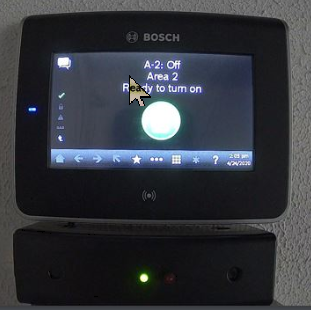 BOSCH
A-2: Off
Area 2
Ready to turn on
?